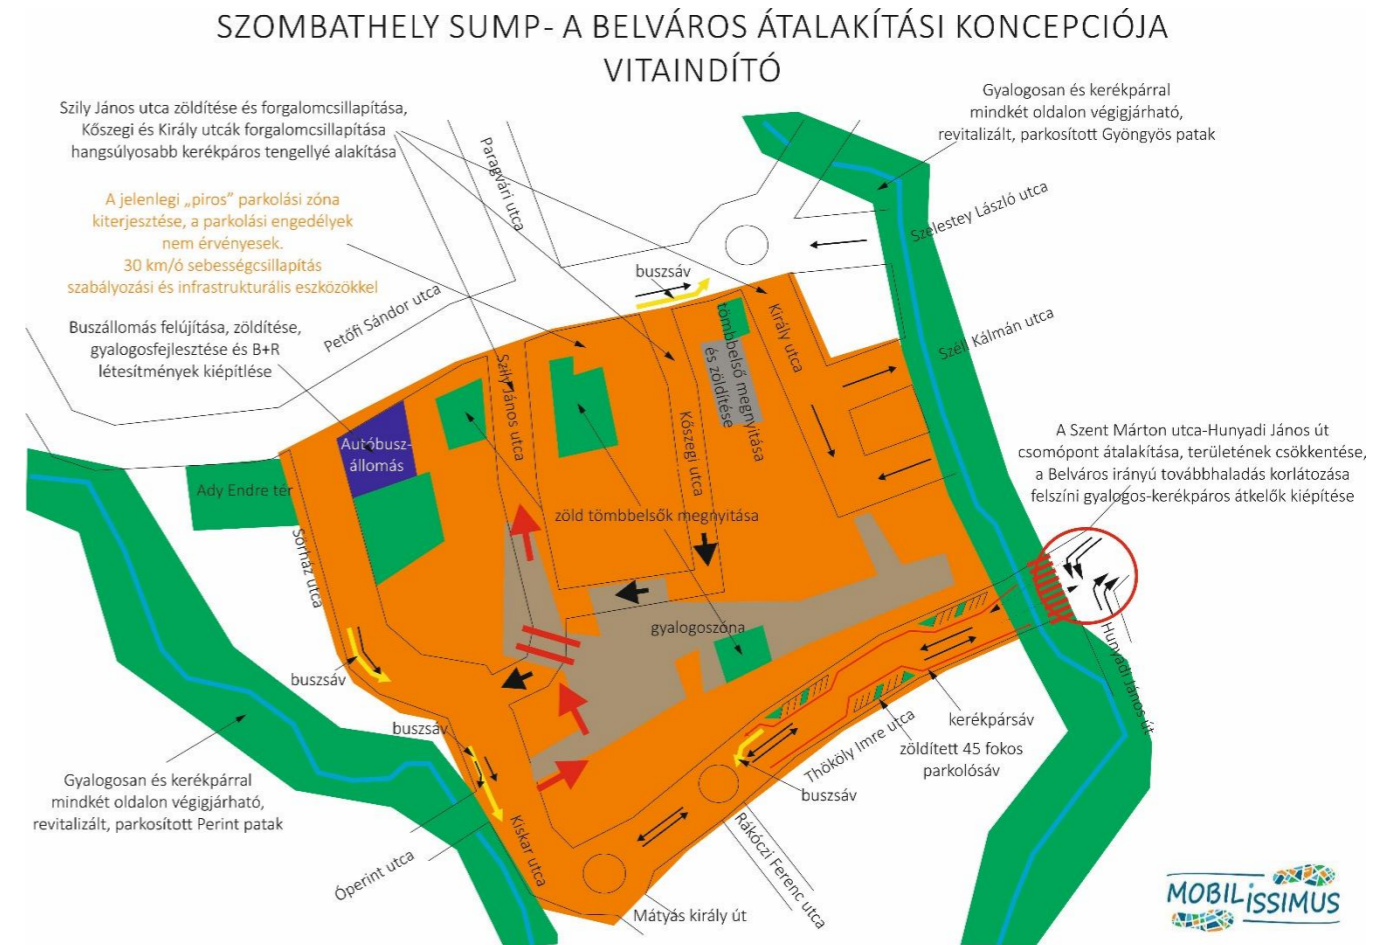 SZOMBATHELY SUMP- A BELVÁROS ÁTALAKÍTÁSI KONCEPCIÓJA
VITAINDÍTÓ
Szily János utca zöldítése és forgalomcsillapítása,
Kőszegi és Király utcák forgalomcsillapítása
hangsúlyosabb kerékpáros tengellyé alakítása
A jelenlegi „piros” parkolási zóna
kiterjesztése, a parkolási engedélyek
nem érvényesek.
30 km/ó sebességcsillapítás
szabályozási és infrastrukturális eszközökkel
Buszállomás felújítása, zöldítése,
gyalogosfejlesztése és B+R
létesítmények kiépítlése
Gyalogosan és kerékpárral
mindkét oldalon végigjárható,
revitalizált, parkosított Gyöngyös patak
Paragvári utca
Szelestey László utca
buszsáv
Petőfi Sándor utca
Király utca
Széll Kálmán utca
tömbbelső megnyitása
és zöldítése
Szily János utca
Kőszegi utca
Autóbusz-
állomás
Ady Endre tér
zöld tömbbelsők megnyitása
A Szent Márton utca-Hunyadi János út
csomópont átalakítása, területének csökkentése,
a Belváros irányú továbbhaladás korlátozása
felszíni gyalogos-kerékpáros átkelők kiépítése
Sörház utca
gyalogoszóna
Hunyadi János út
buszsáv
buszsáv
kerékpársáv
zöldített 45 fokos
parkolósáv
Thököly Imre utca
buszsáv
Gyalogosan és kerékpárral
mindkét oldalon végigjárható,
revitalizált, parkosított Perint patak
Kiskar utca
Óperint utca
Rákóczi Ferenc utca
Mátyás király út
MOBILISSIMUS